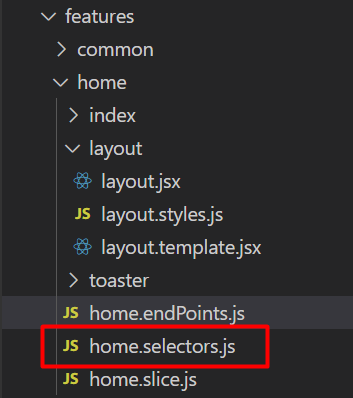 features
common
home
index
layout
layout.jsx
JS layout.styles.js
layout.template.jsx
toaster
JS home.endPoints.js
JS home.selectors.js
JS home.slice.js